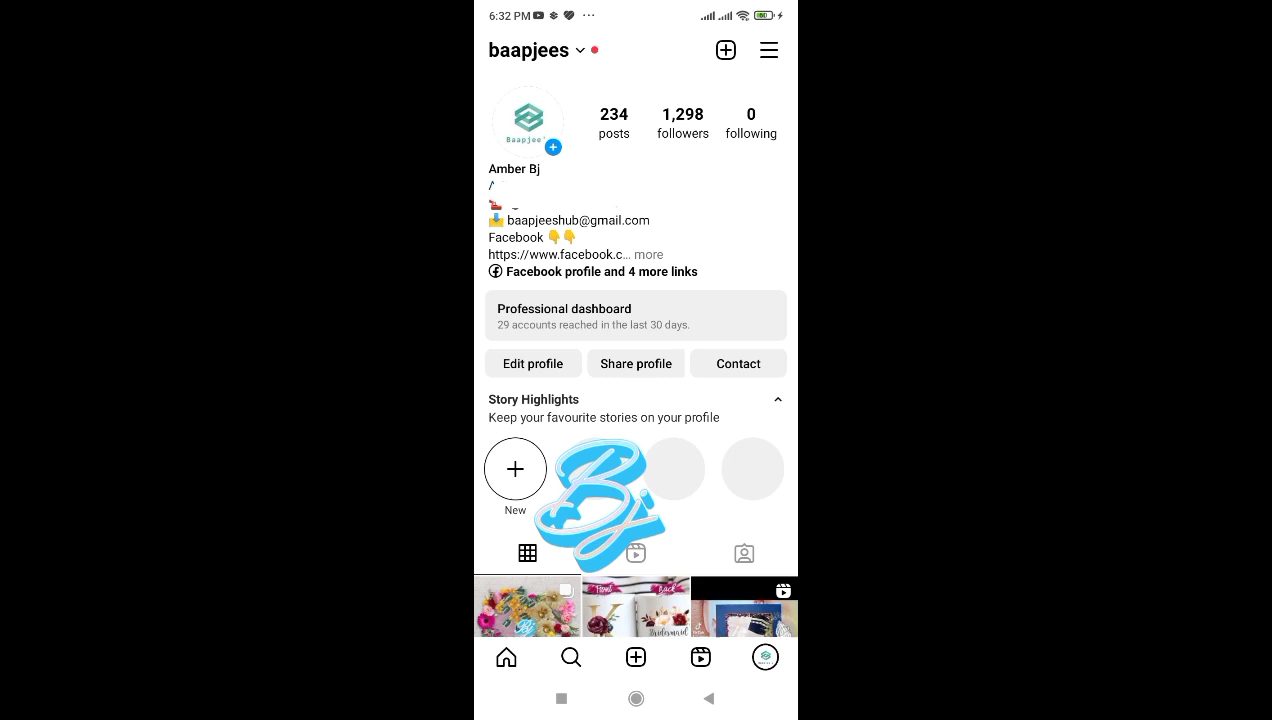 6:32 PM
baapjees
Baapjee'
234
posts
1,298
followers
0
following
Amber Bj
baapjeeshub@gmail.com
Facebook 👇👇
https://www.facebook.c... more
Facebook profile and 4 more links
Professional dashboard
29 accounts reached in the last 30 days.
Edit profile
Share profile
Contact
Story Highlights
Keep your favourite stories on your profile
New
Bj
Front
Back
V
Bridesmaid